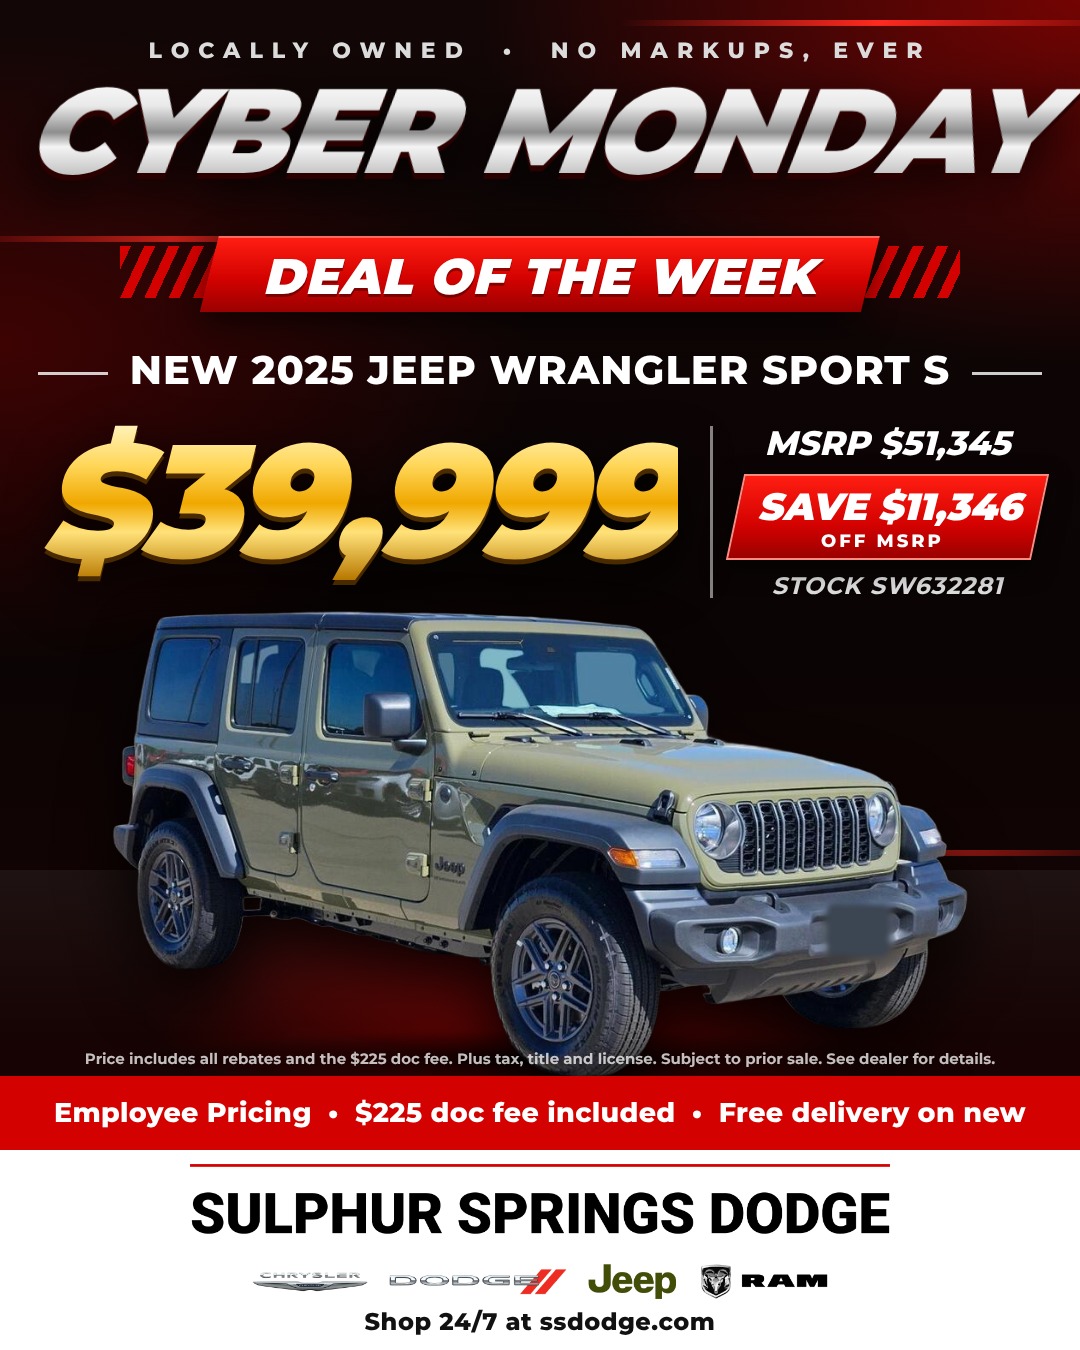 LOCALLY OWNED • NO MARKUPS, EVER
CYBER MONDAY
DEAL OF THE WEEK
NEW 2025 JEEP WRANGLER SPORT S
$39,999
MSRP $51,345
SAVE $11,346
OFF MSRP
STOCK SW632281
Jeep
Price includes all rebates and the $225 doc fee. Plus tax, title and license. Subject to prior sale. See dealer for details.
Employee Pricing • $225 doc fee included • Free delivery on new
SULPHUR SPRINGS DODGE
CHRYSLER DODGE Jeep RAM
Shop 24/7 at ssdodge.com